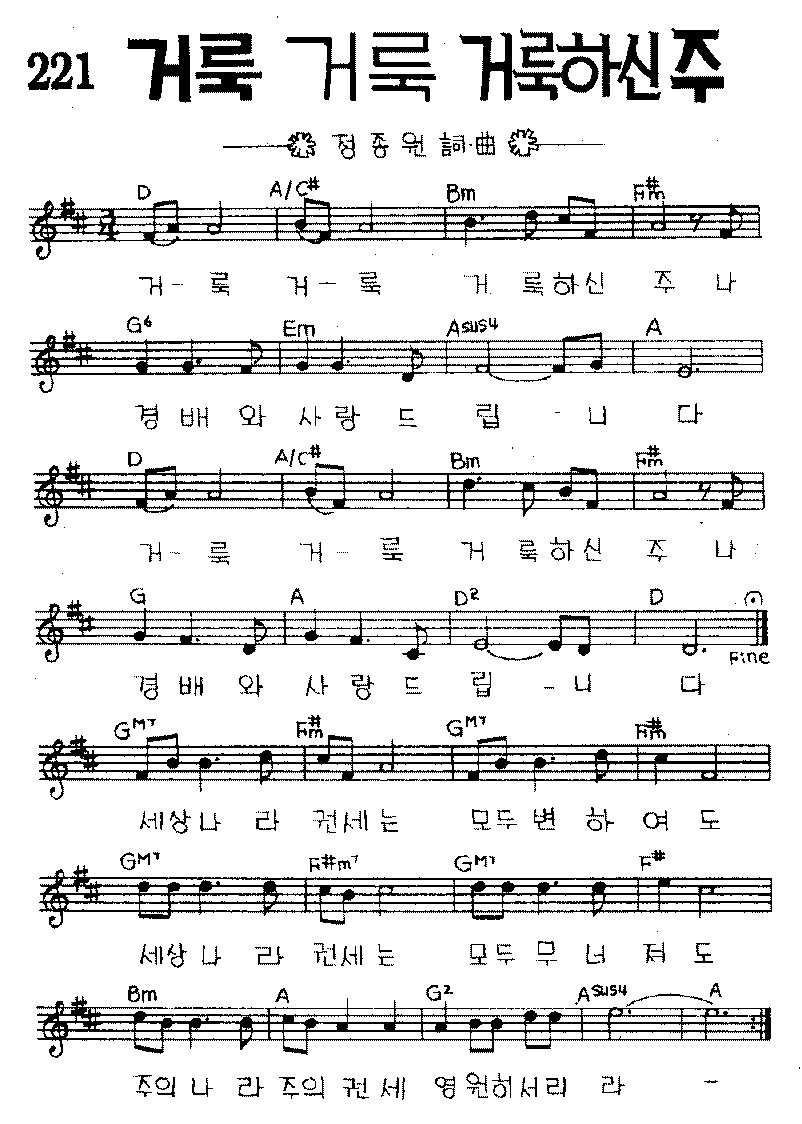 221 거룩 거룩 거룩하신주
정종원 詞·曲
D A/C# Bm F#m
거 - 룩 거 - 룩 거 룩하신 주 나
G6 Em Asus4 A
경 배 와 사 랑 드 립 - 니 다
D A/C# Bm F#m
거 - 룩 거 - 룩 거 룩하신 주 나
G A D2 D
Fine
경 배 와 사 랑 드 립 - 니 다
GM7 F#m GM7 F#m
세상나 라 권세는 모두변 하 여 도
GM7 F#m7 GM7 F#
세상 나 라 권세는 모두 무 너 져 도
Bm A G2 Asus4 A
주의 나 라 주의 권 세 영원히서리 라 -